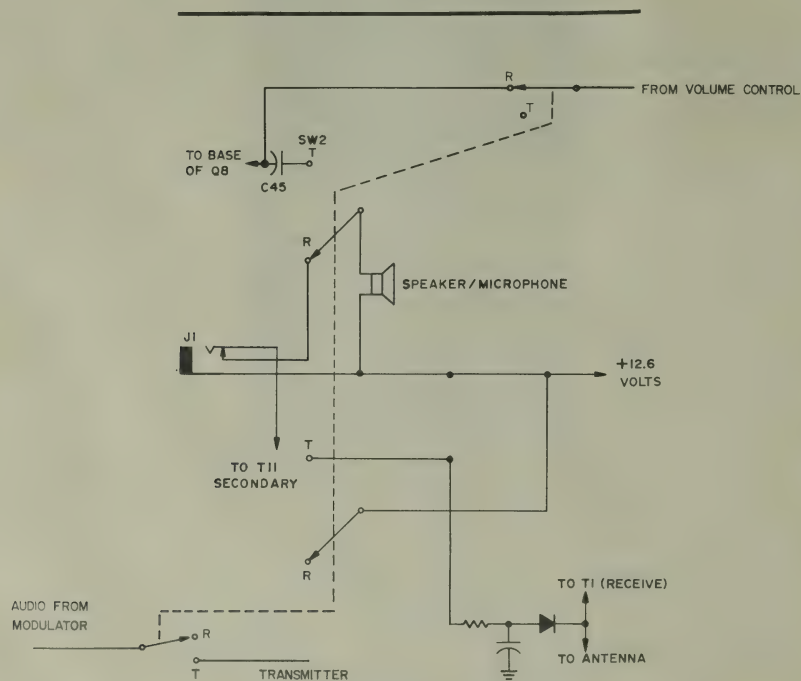 R
FROM VOLUME CONTROL
T
SW2
T
TO BASE
OF Q8
C45
R
SPEAKER/MICROPHONE
J1
+12.6
VOLTS
T
TO T11
SECONDARY
R
TO T1 (RECEIVE)
AUDIO FROM
MODULATOR
R
TO ANTENNA
T
TRANSMITTER